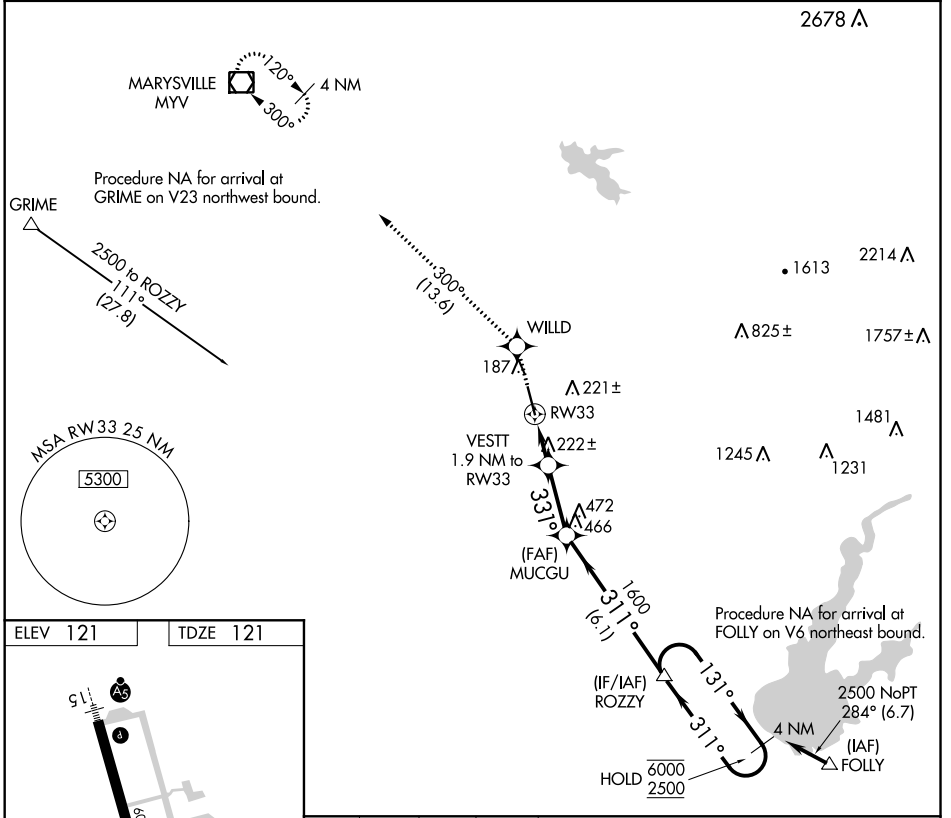 2678
MARYSVILLE
MYV
120°
300°
4 NM
Procedure NA for arrival at
GRIME on V23 northwest bound.
GRIME
2500 to ROZZY
111°
(27.8)
300°
(13.6)
1613
2214
825±
1757±
WILLD
187
221±
RW33
MSA RW33 25 NM
5300
VESTT
1.9 NM to
RW33
222±
1481
1245
1231
331°
472
466
(FAF)
MUCGU
1600
311°
(6.1)
Procedure NA for arrival at
FOLLY on V6 northeast bound.
ELEV 121
TDZE 121
(IF/IAF)
ROZZY
131°
311°
2500 NoPT
284° (6.7)
4 NM
(IAF)
FOLLY
HOLD 6000
2500
15
A5
P